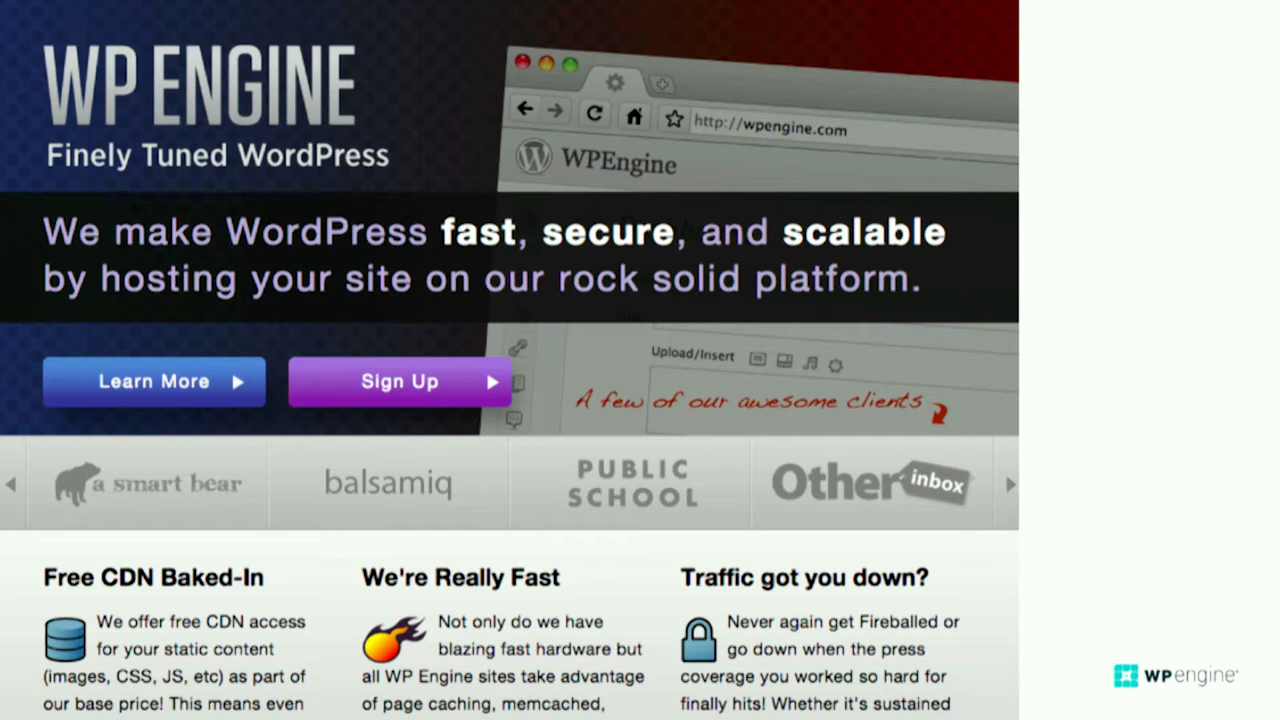 WP ENGINE
Finely Tuned WordPress
http://wpengine.com
WPEngine
We make WordPress fast, secure, and scalable
by hosting your site on our rock solid platform.
Upload/Insert
Learn More
Sign Up
A few of our awesome clients
a smart bear
balsamiq
PUBLIC
SCHOOL
Other inbox
Free CDN Baked-In
We offer free CDN access
for your static content
(images, CSS, JS, etc) as part of
our base price! This means even
We're Really Fast
Not only do we have
blazing fast hardware but
all WP Engine sites take advantage
of page caching, memcached,
Traffic got you down?
Never again get Fireballed or
go down when the press
coverage you worked so hard for
finally hits! Whether it's sustained
WP engine